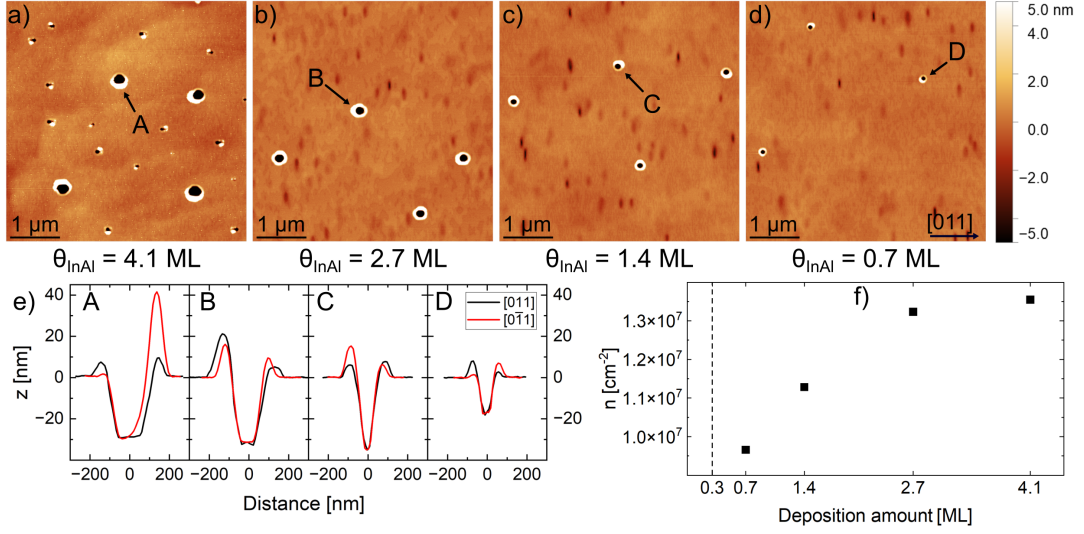 a)
b)
c)
d)
A
B
C
D
1 µm
1 µm
1 µm
1 µm
[011]
5.0 nm
4.0
2.0
0.0
−2.0
−5.0
θInAl = 4.1 ML
θInAl = 2.7 ML
θInAl = 1.4 ML
θInAl = 0.7 ML
e)
A
B
C
D
[011]
[01̄1]
40
20
0
−20
40
20
0
−20
z [nm]
−200 0 200
−200 0 200
−200 0 200
−200 0 200
Distance [nm]
f)
1.3×10⁷
1.2×10⁷
1.1×10⁷
1.0×10⁷
n [cm⁻²]
0.3 0.7 1.4 2.7 4.1
Deposition amount [ML]